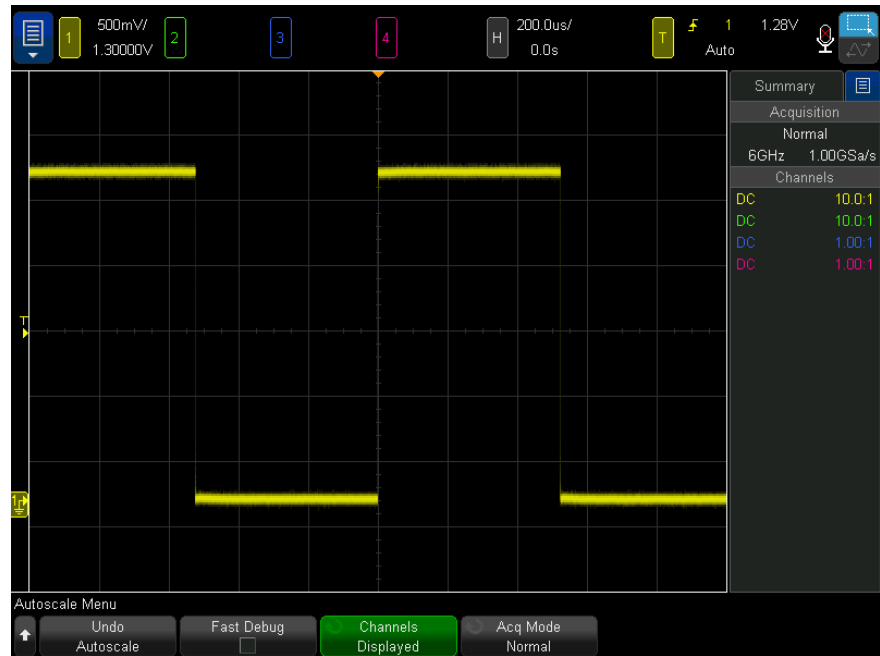 1 500mV/ 2 3 4 H 200.0us/ T 1 1.28V
1.30000V 0.0s Auto
Summary
Acquisition
Normal
6GHz 1.00GSa/s
Channels
DC 10.0:1
DC 10.0:1
DC 1.00:1
DC 1.00:1
T
1
Autoscale Menu
Undo Autoscale
Fast Debug
Channels Displayed
Acq Mode Normal